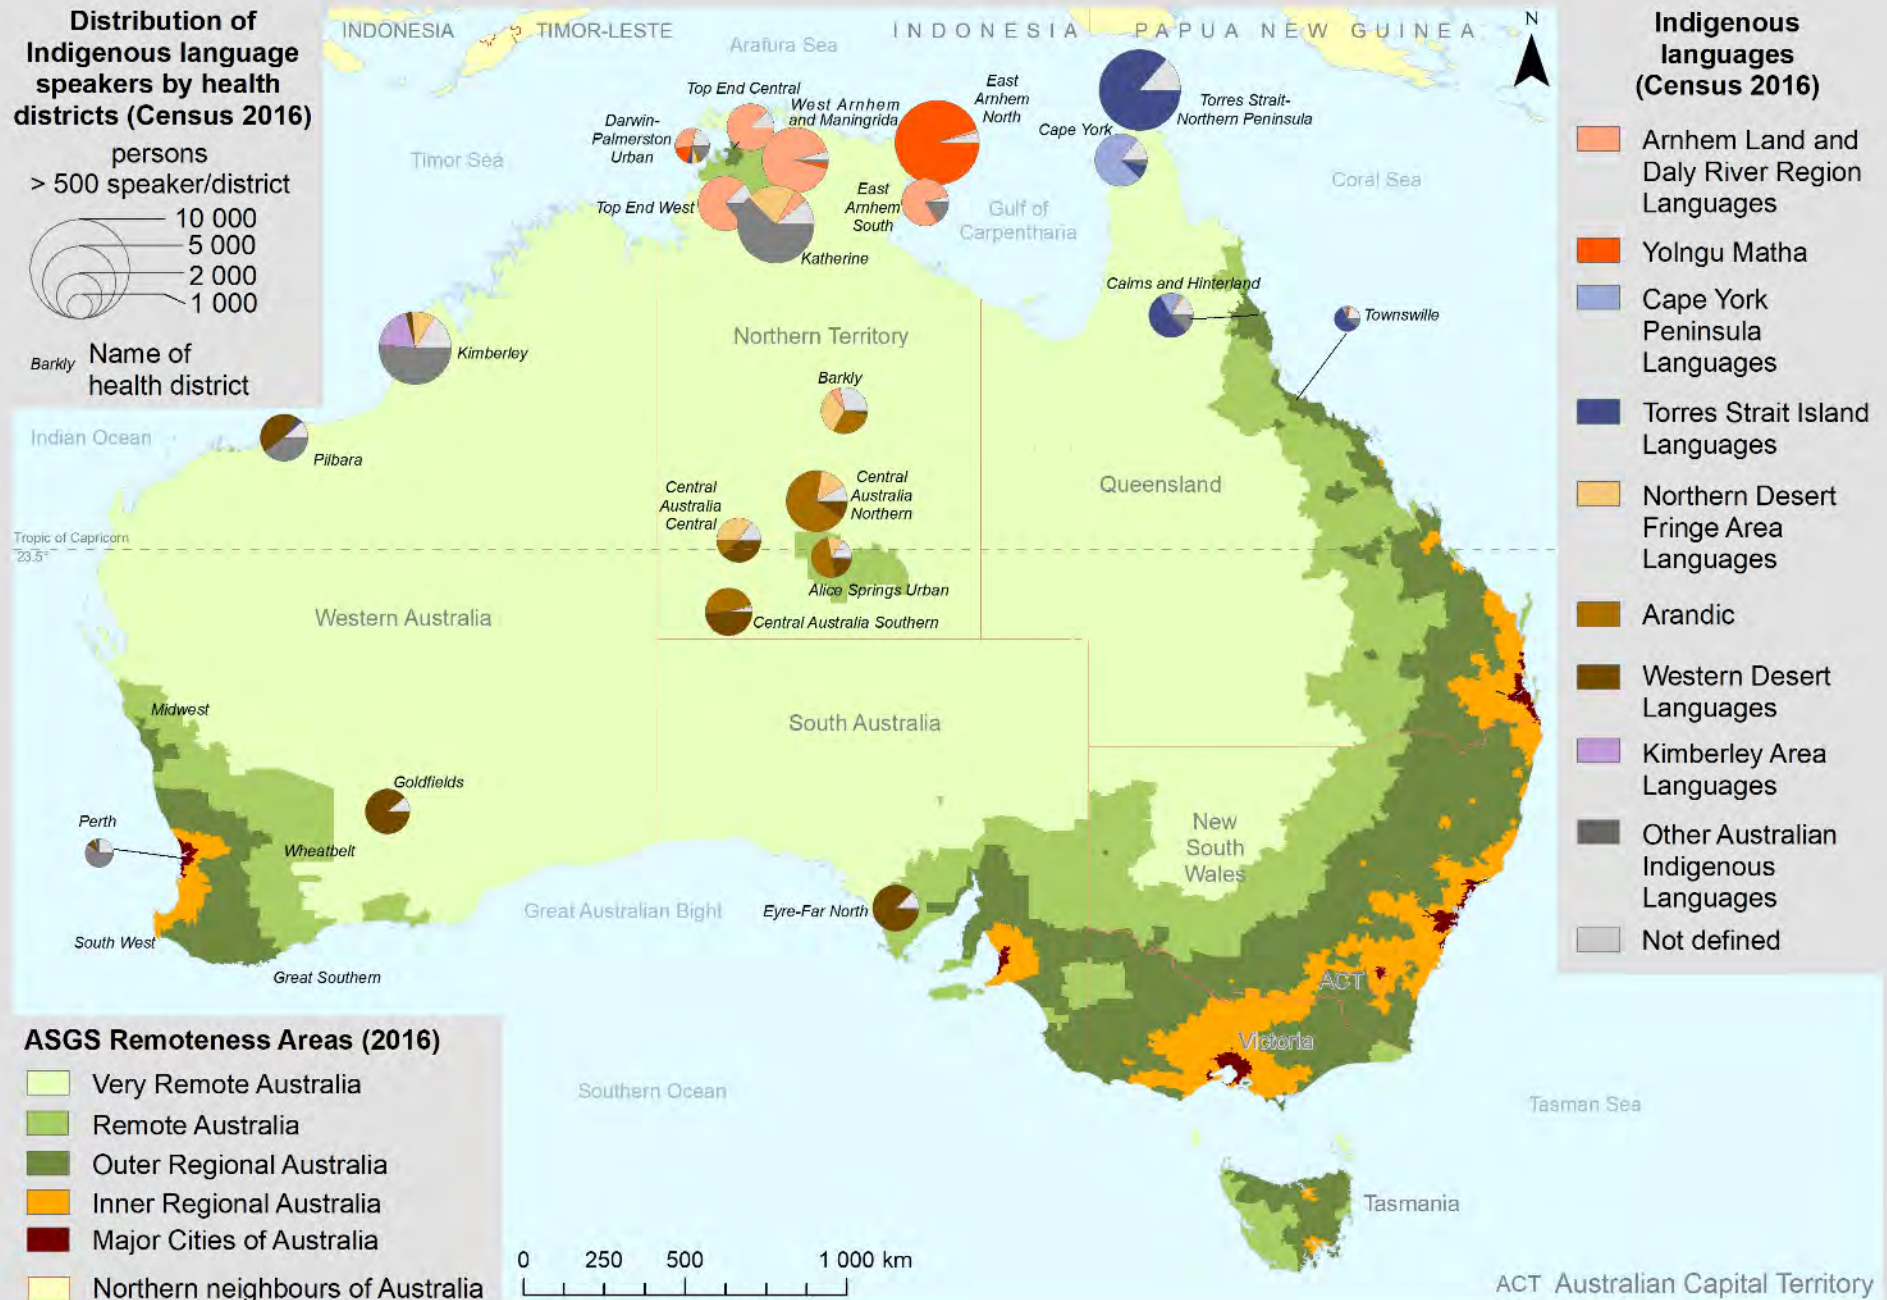 Distribution of
Indigenous language
speakers by health
districts (Census 2016)
persons
> 500 speaker/district
10 000
5 000
2 000
1 000
Barkly
Name of
health district
INDONESIA
TIMOR-LESTE
INDONESIA
PAPUA NEW GUINEA
N
Arafura Sea
Timor Sea
Coral Sea
Gulf of
Carpentharia
Indian Ocean
Great Australian Bight
Southern Ocean
Tasman Sea
Top End Central
West Arnhem
and Maningrida
East
Arnhem
North
Darwin-
Palmerston
Urban
Cape York
Torres Strait-
Northern Peninsula
Top End West
East
Arnhem
South
Katherine
Cairns and Hinterland
Townswille
Kimberley
Northern Territory
Barkly
Pilbara
Central
Australia
Northern
Central
Australia
Central
Queensland
Tropic of Capricorn
23.5°
Alice Springs Urban
Central Australia Southern
Western Australia
South Australia
Midwest
Goldfields
Perth
Wheatbelt
New
South
Wales
Eyre-Far North
South West
Great Southern
ACT
Victoria
Tasmania
Indigenous
languages
(Census 2016)
Arnhem Land and
Daly River Region
Languages
Yolngu Matha
Cape York
Peninsula
Languages
Torres Strait Island
Languages
Northern Desert
Fringe Area
Languages
Arandic
Western Desert
Languages
Kimberley Area
Languages
Other Australian
Indigenous
Languages
Not defined
ASGS Remoteness Areas (2016)
Very Remote Australia
Remote Australia
Outer Regional Australia
Inner Regional Australia
Major Cities of Australia
Northern neighbours of Australia
0 250 500 1 000 km
ACT Australian Capital Territory